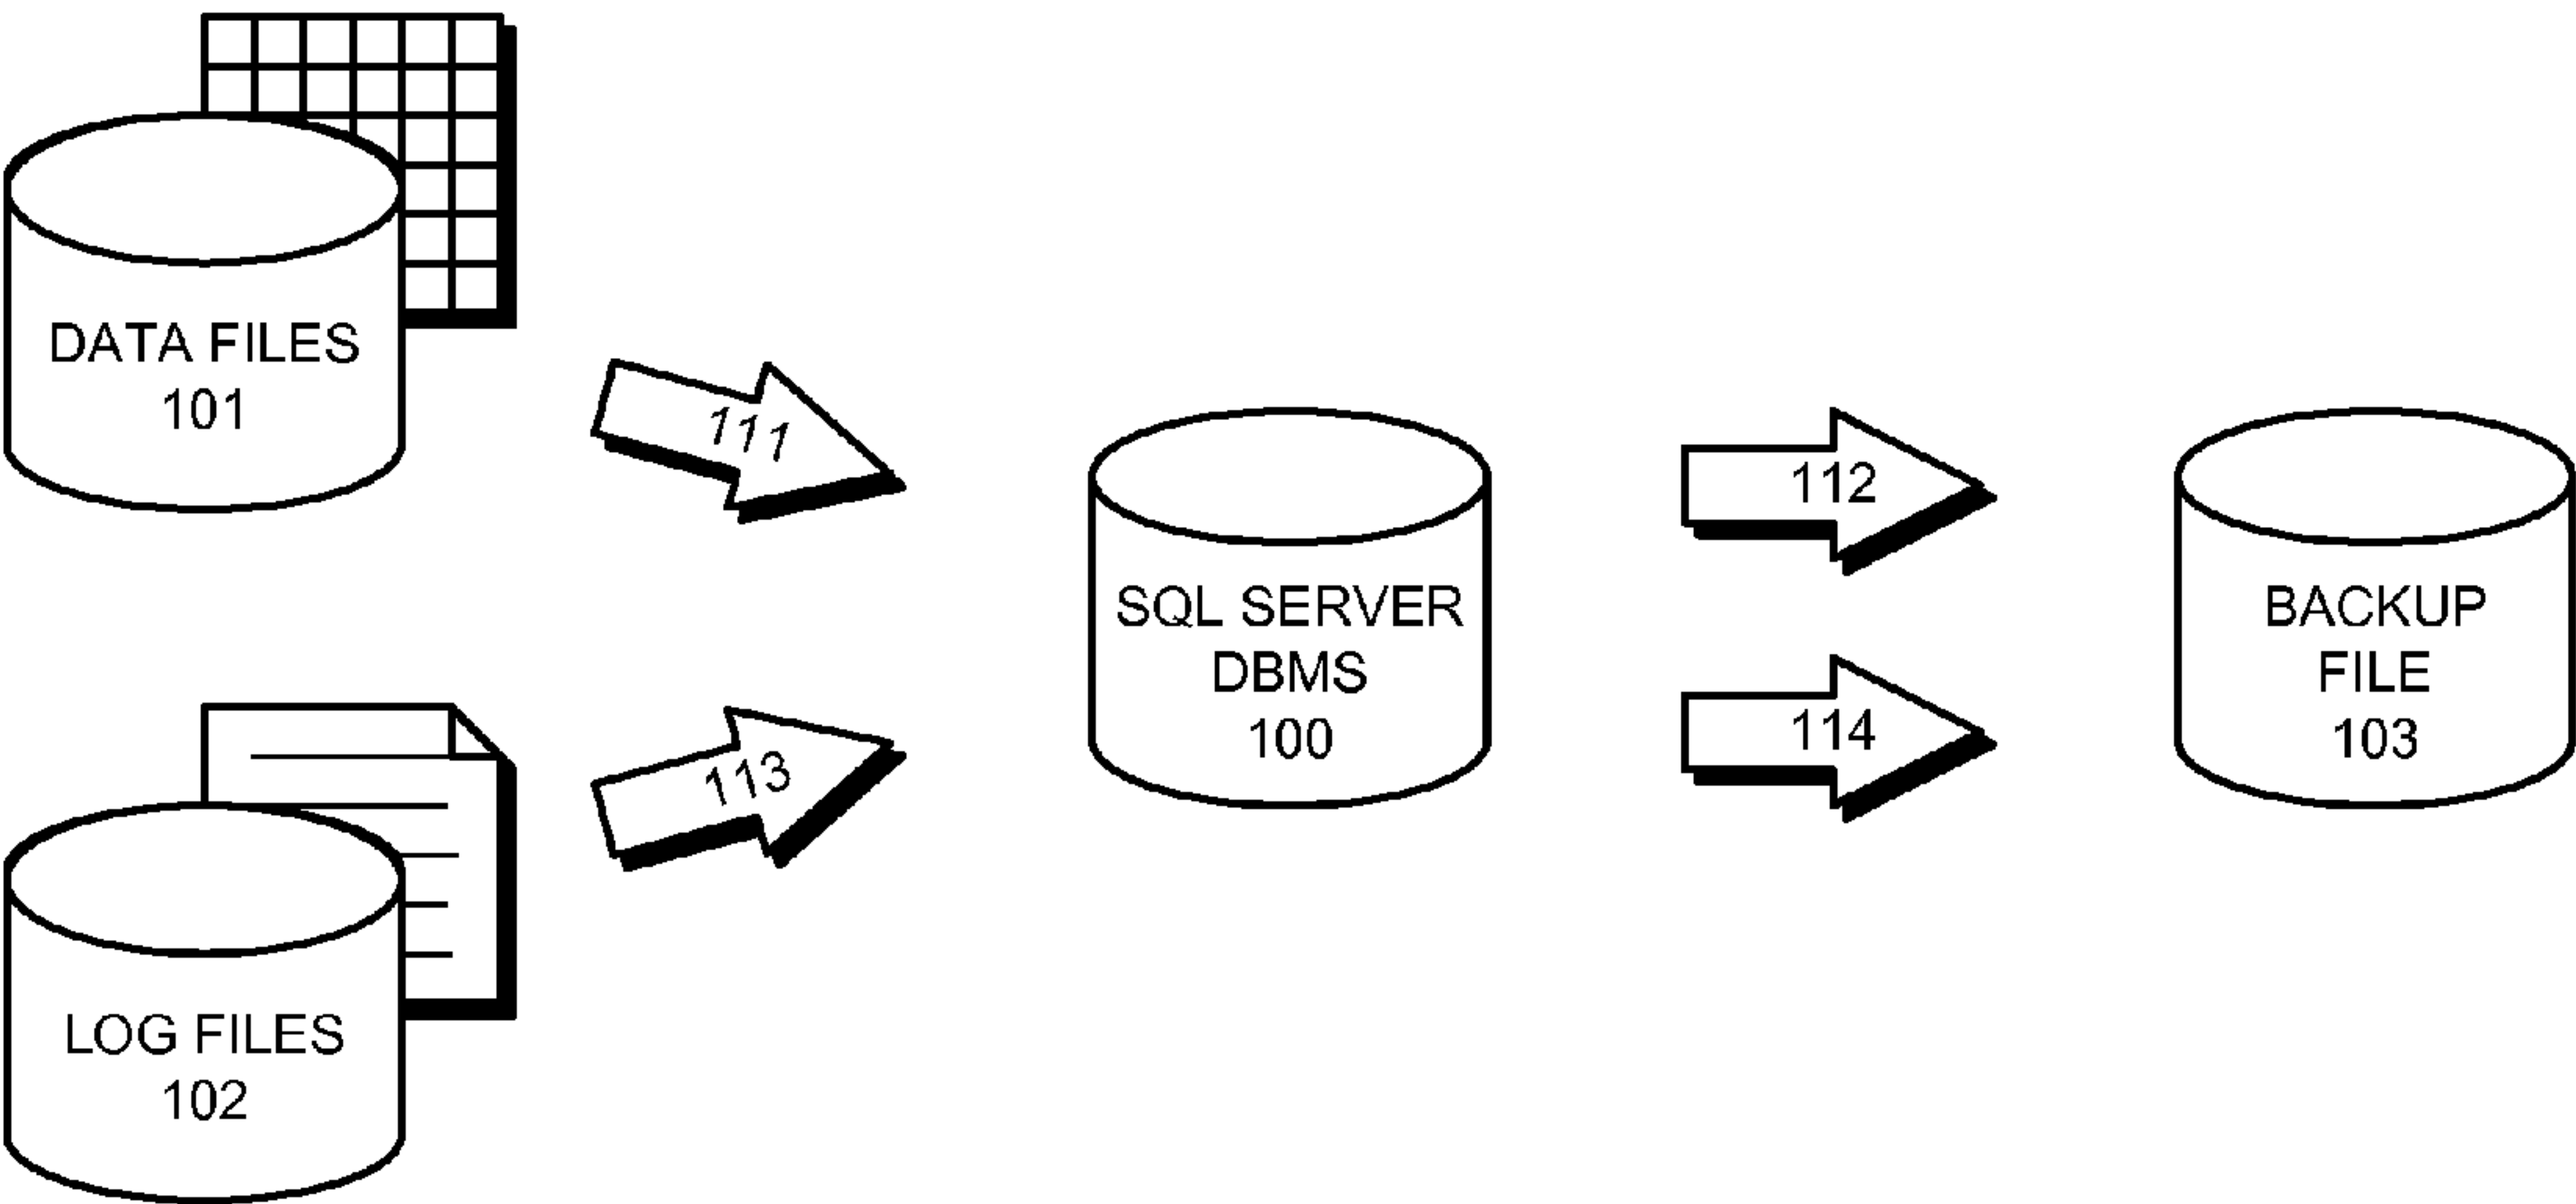 DATA FILES
101
111
LOG FILES
102
113
SQL SERVER
DBMS
100
112
114
BACKUP
FILE
103